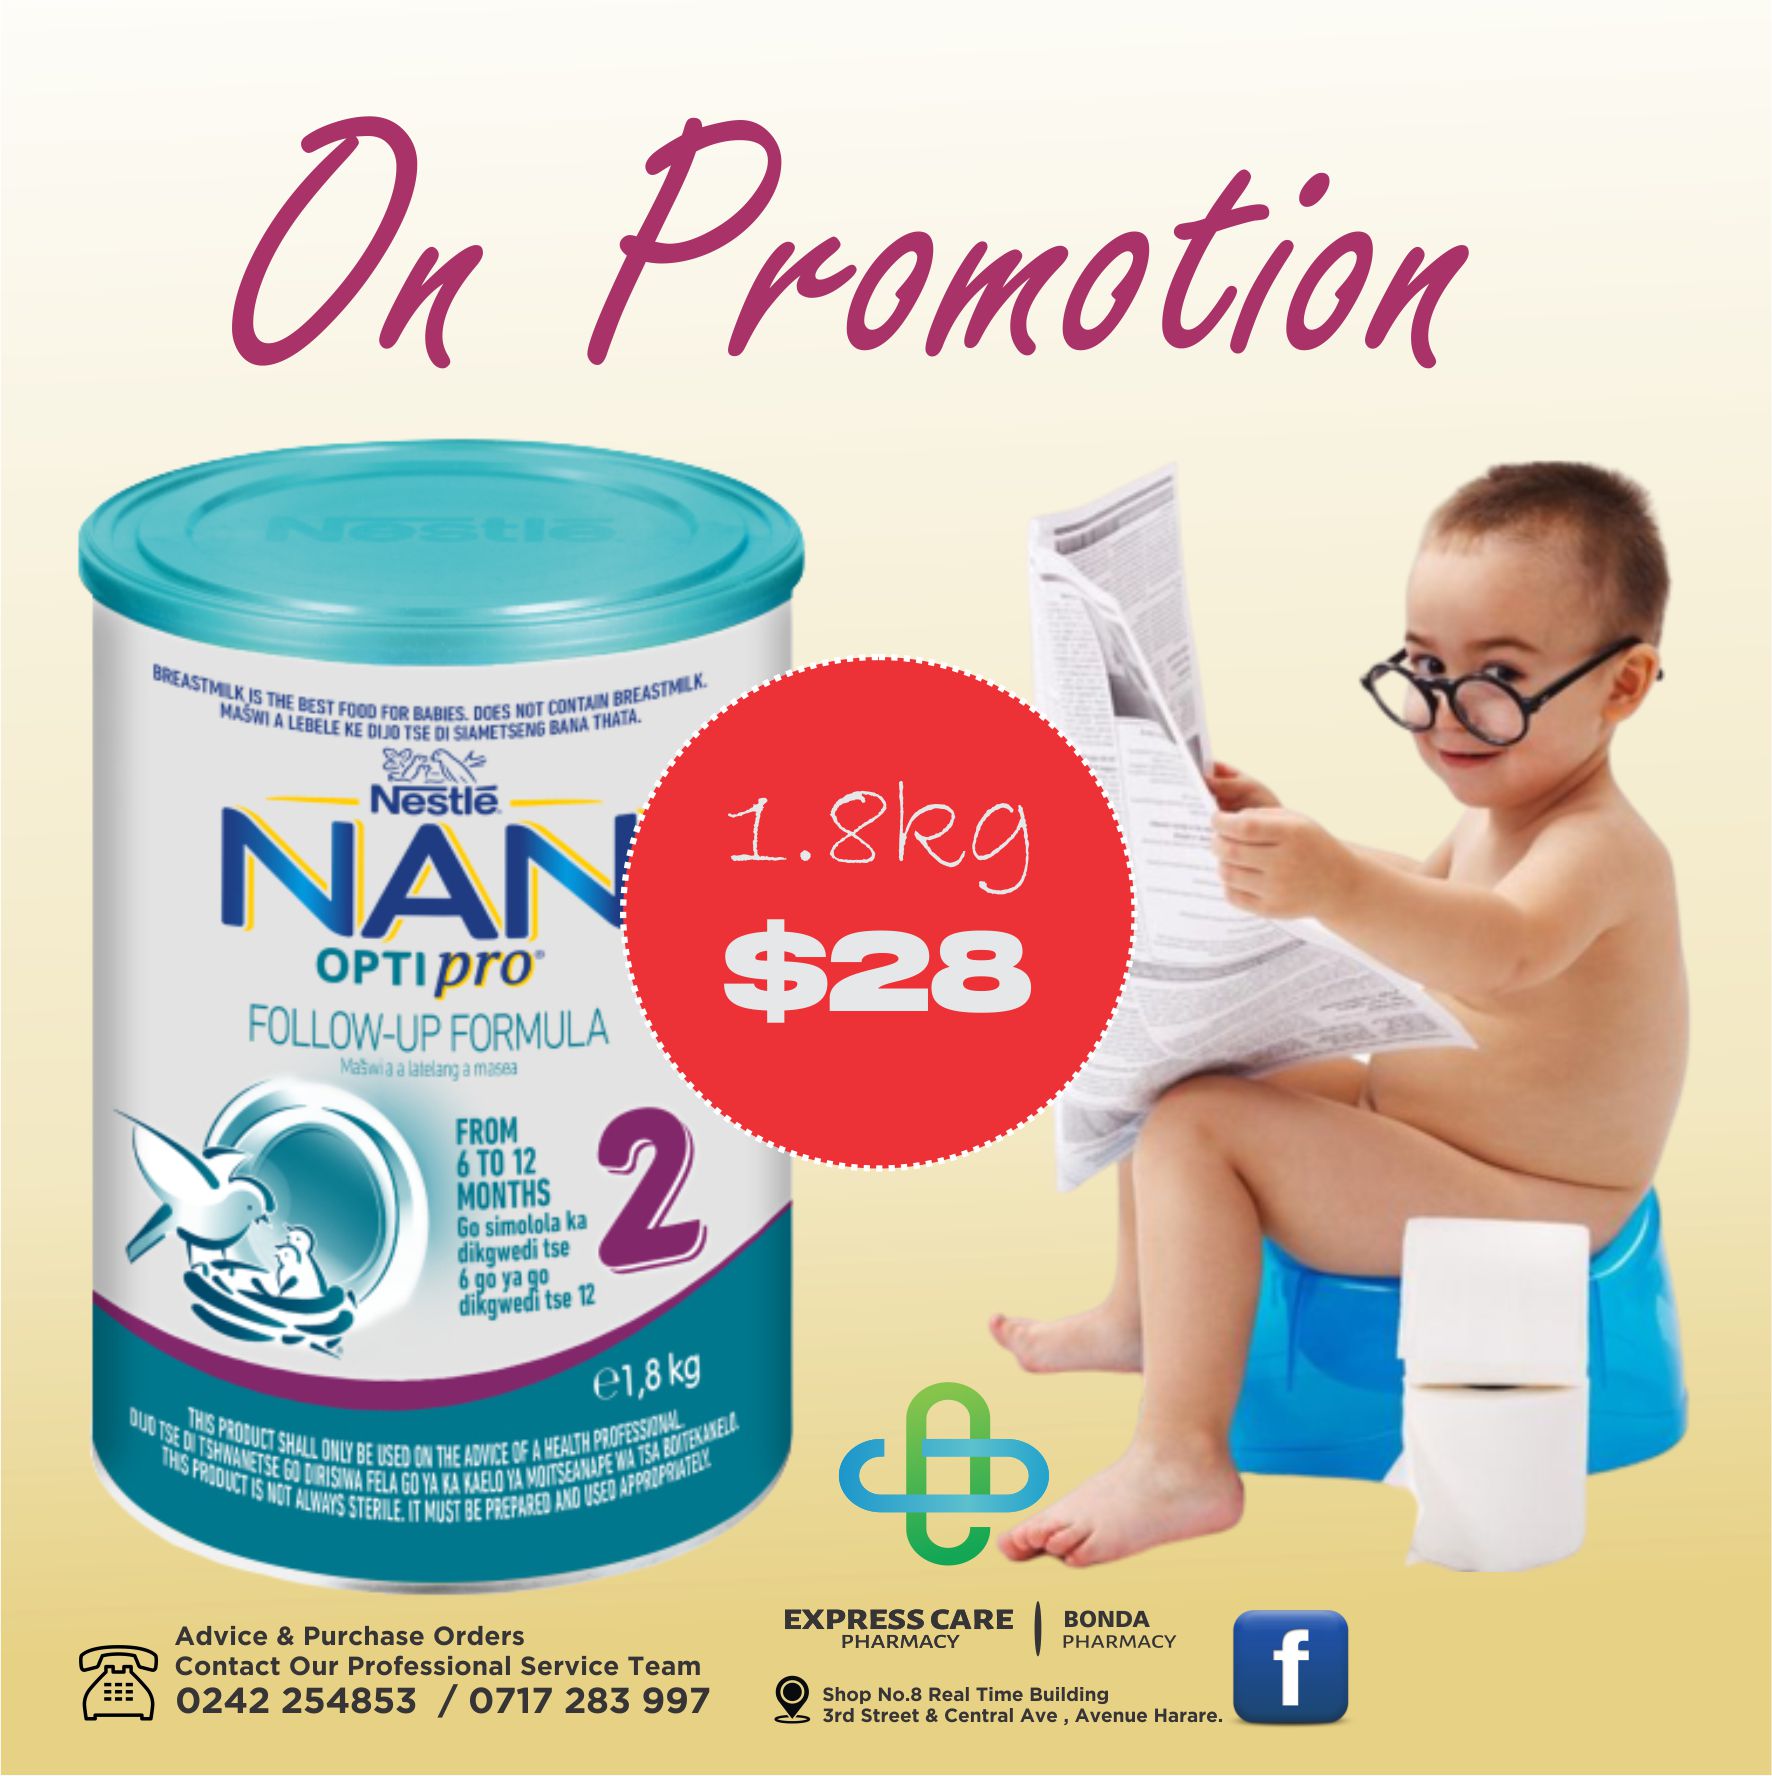 On Promotion
Nestlē
BREASTMILK IS THE BEST FOOD FOR BABIES. DOES NOT CONTAIN BREASTMILK.
MAŠWI A LEBELE KE DIJO TSE DI SIAMETSENG BANA THATA.
Nestlē
NAN
OPTIpro®
FOLLOW-UP FORMULA
Mašwi a a latelang a masea
FROM
6 TO 12
MONTHS
Go simolola ka
dikgwedi tse
6 go ya go
dikgwedi tse 12
2
℮1,8 kg
THIS PRODUCT SHALL ONLY BE USED ON THE ADVICE OF A HEALTH PROFESSIONAL.
DIJO TSE DI TSHWANETSE GO DIRISIWA FELA GO YA KA KAELO YA MOITSEANAPE WA TSA BOITEKANELO.
THIS PRODUCT IS NOT ALWAYS STERILE. IT MUST BE PREPARED AND USED APPROPRIATELY.
1.8kg
$28
Advice & Purchase Orders
Contact Our Professional Service Team
0242 254853 / 0717 283 997
EXPRESS CARE
PHARMACY
BONDA
PHARMACY
Shop No.8 Real Time Building
3rd Street & Central Ave , Avenue Harare.
f